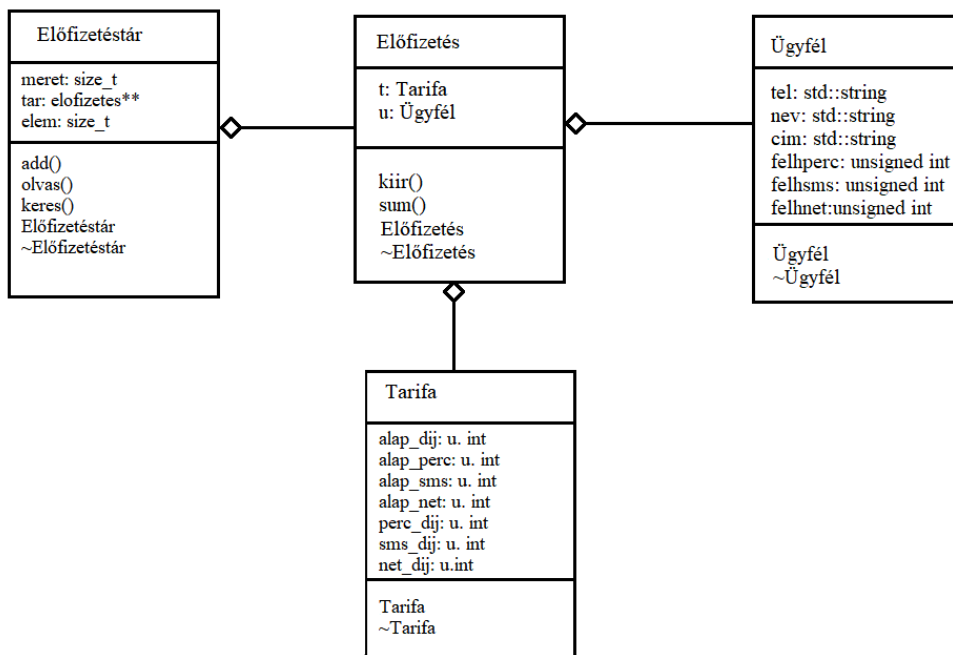 Előfizetéstár
meret: size_t
tar: elofizetes**
elem: size_t
add()
olvas()
keres()
Előfizetéstár
~Előfizetéstár
Előfizetés
t: Tarifa
u: Ügyfél
kiir()
sum()
Előfizetés
~Előfizetés
Ügyfél
tel: std::string
nev: std::string
cim: std::string
felhperc: unsigned int
felhsms: unsigned int
felhnet:unsigned int
Ügyfél
~Ügyfél
Tarifa
alap_dij: u. int
alap_perc: u. int
alap_sms: u. int
alap_net: u. int
perc_dij: u. int
sms_dij: u. int
net_dij: u.int
Tarifa
~Tarifa